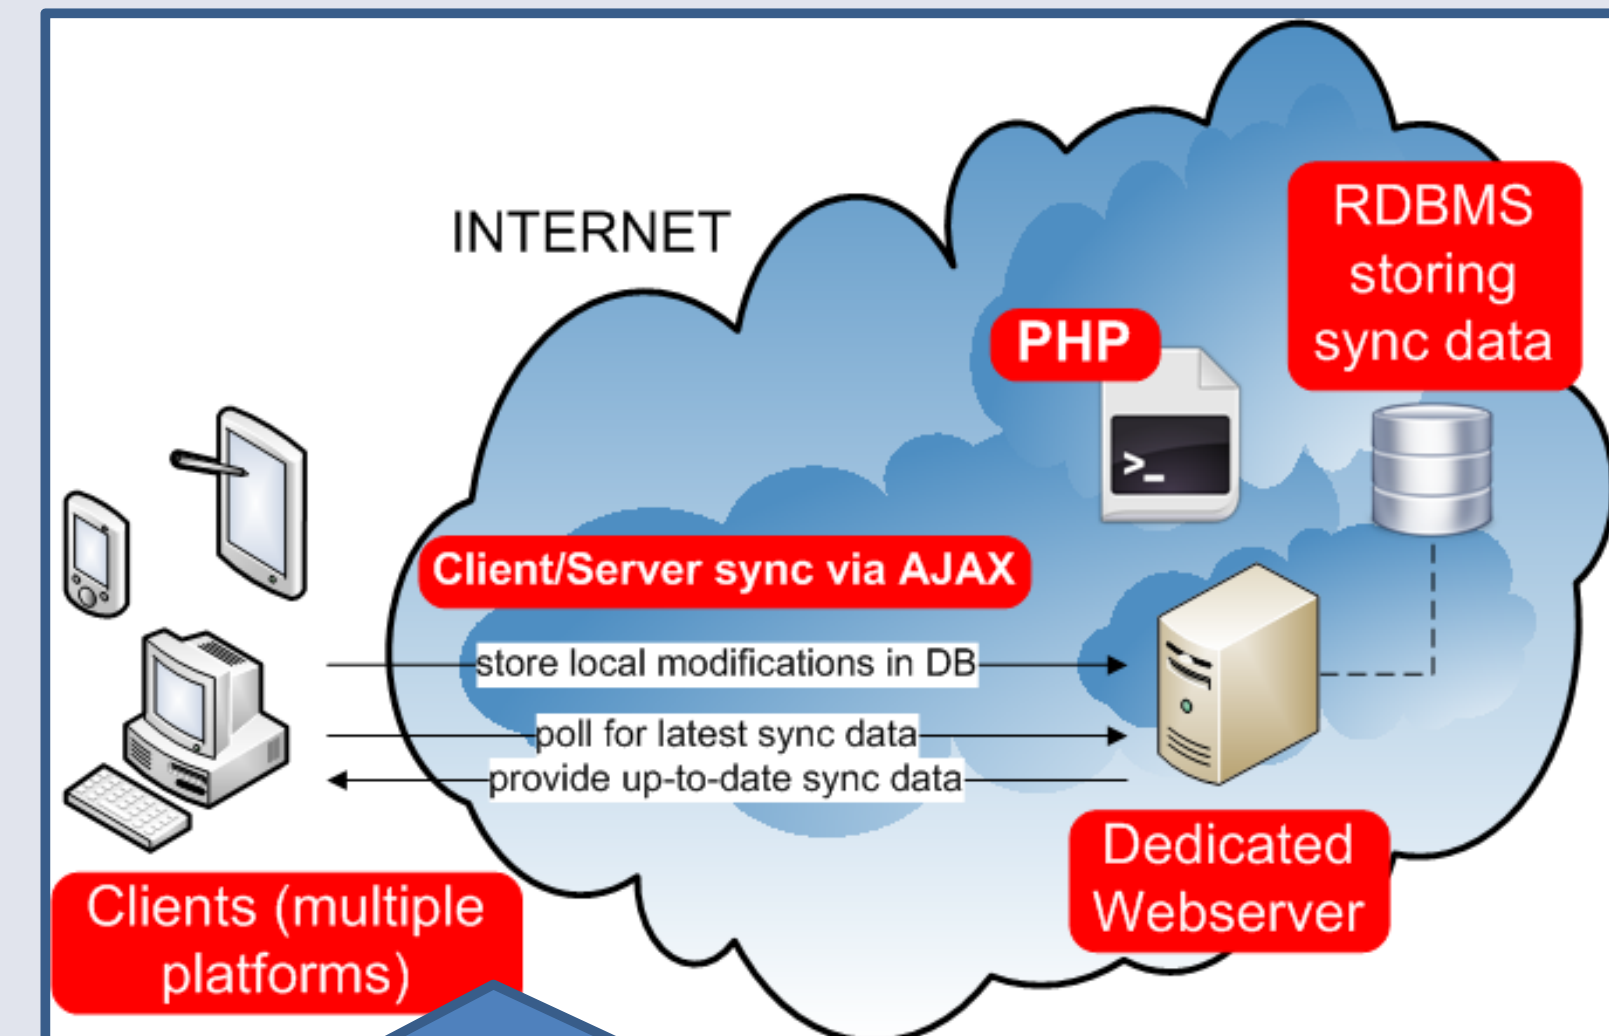 INTERNET
RDBMS
storing
sync data
PHP
>_
Client/Server sync via AJAX
store local modifications in DB
poll for latest sync data
provide up-to-date sync data
Dedicated
Webserver
Clients (multiple
platforms)